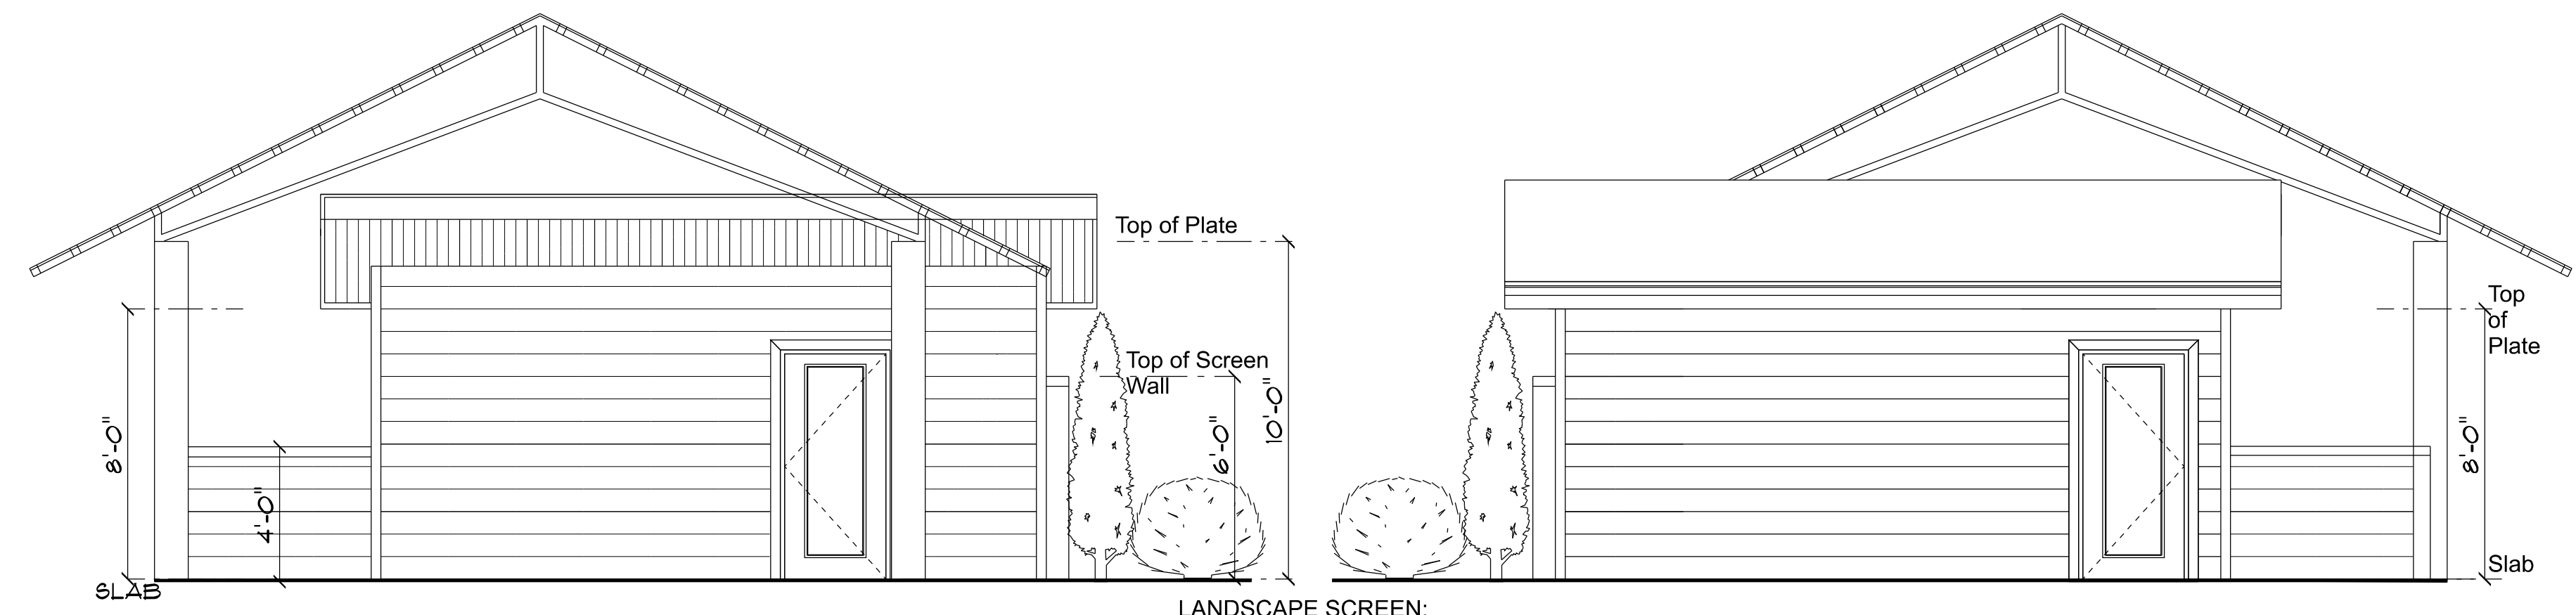 Top of Plate
Top of Screen
Wall
8'-0"
4'-0"
6'-0"
10'-0"
SLAB
LANDSCAPE SCREEN:
Top
of
Plate
8'-0"
Slab